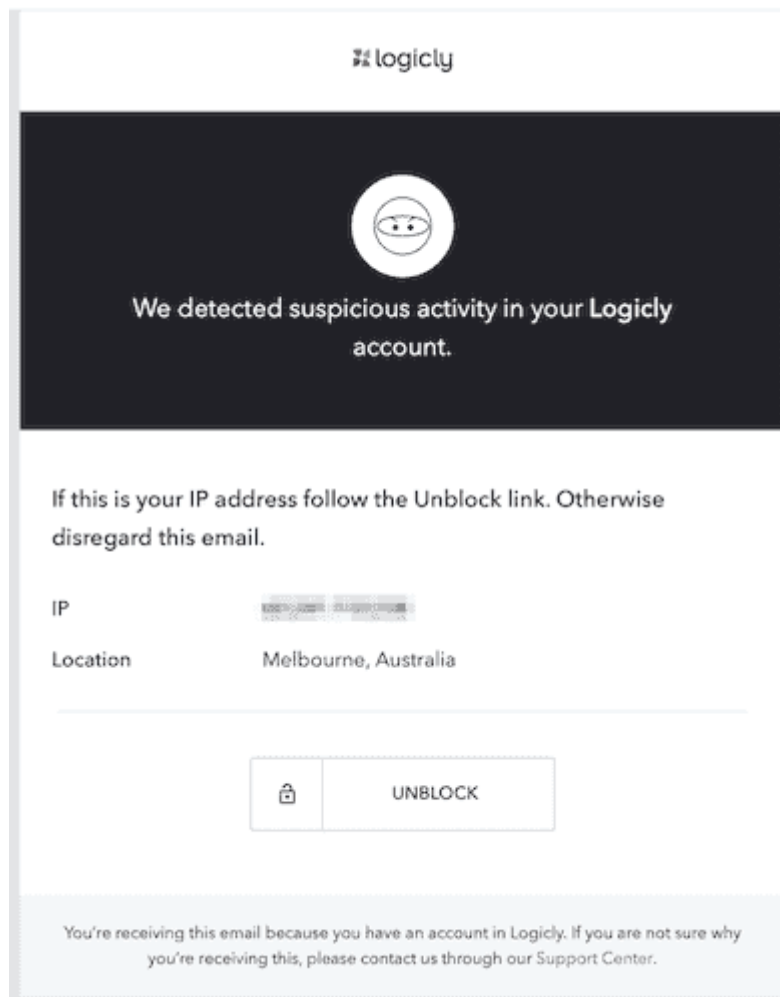 logicly
We detected suspicious activity in your Logicly
account.
If this is your IP address follow the Unblock link. Otherwise
disregard this email.
IP
Location Melbourne, Australia
UNBLOCK
You're receiving this email because you have an account in Logicly. If you are not sure why
you're receiving this, please contact us through our Support Center.